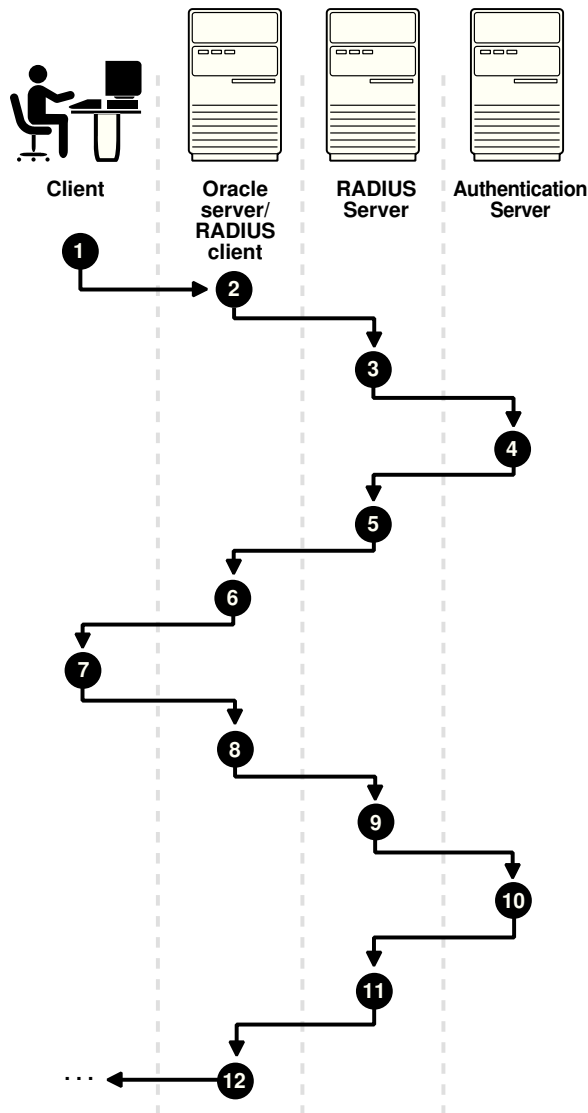 Client
Oracle
server/
RADIUS
client
RADIUS
Server
Authentication
Server
1
2
3
4
5
6
7
8
9
10
11
12
...